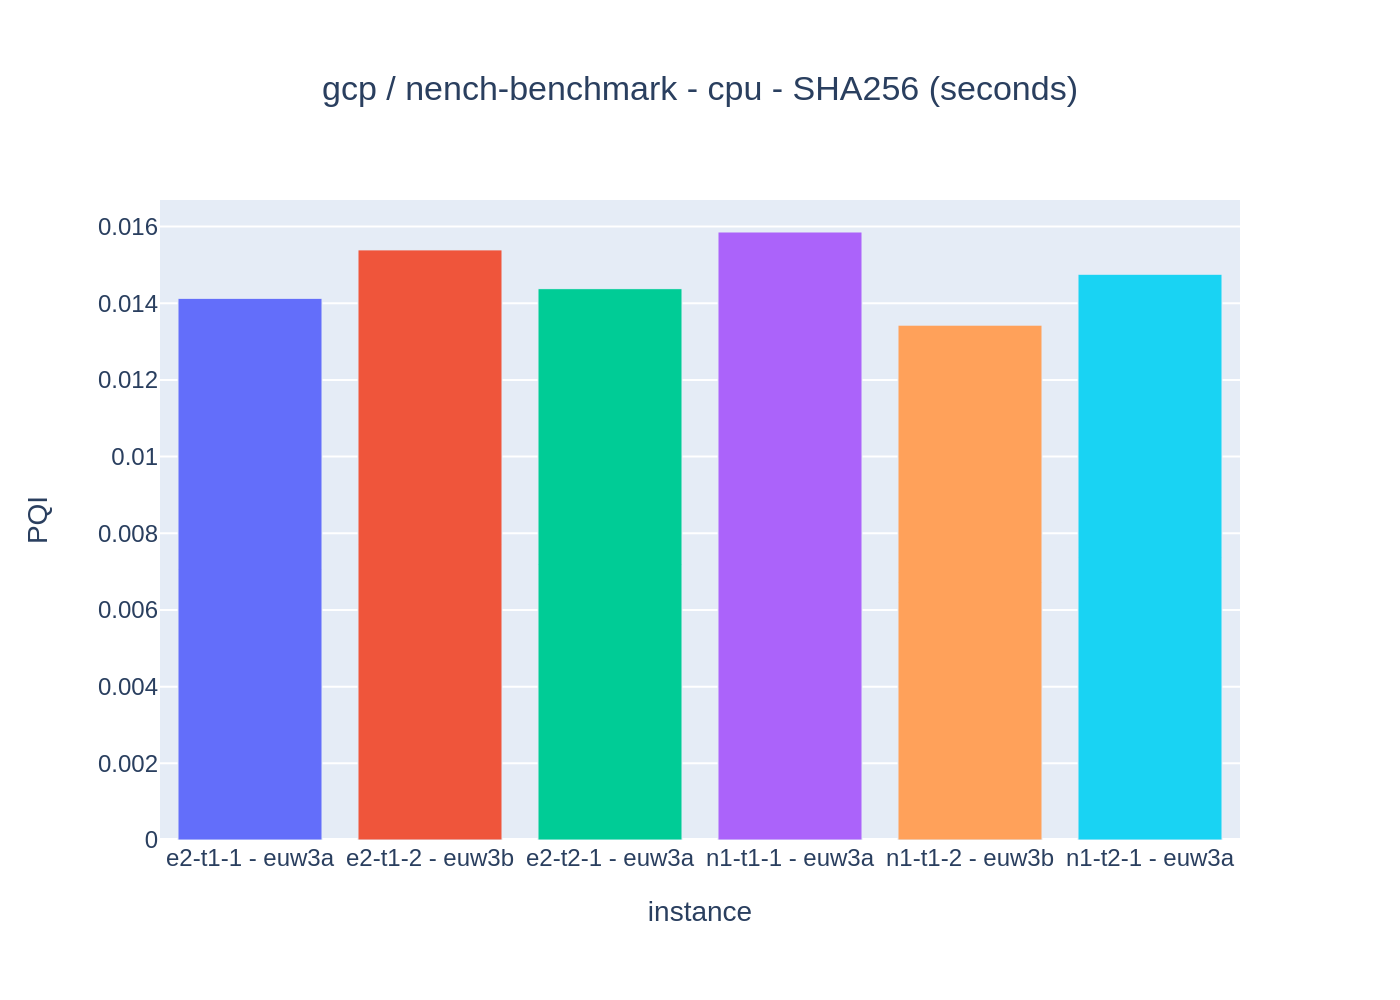 gcp / nench-benchmark - cpu - SHA256 (seconds)
PQI
0.016
0.014
0.012
0.01
0.008
0.006
0.004
0.002
0
e2-t1-1 - euw3a e2-t1-2 - euw3b e2-t2-1 - euw3a n1-t1-1 - euw3a n1-t1-2 - euw3b n1-t2-1 - euw3a
instance